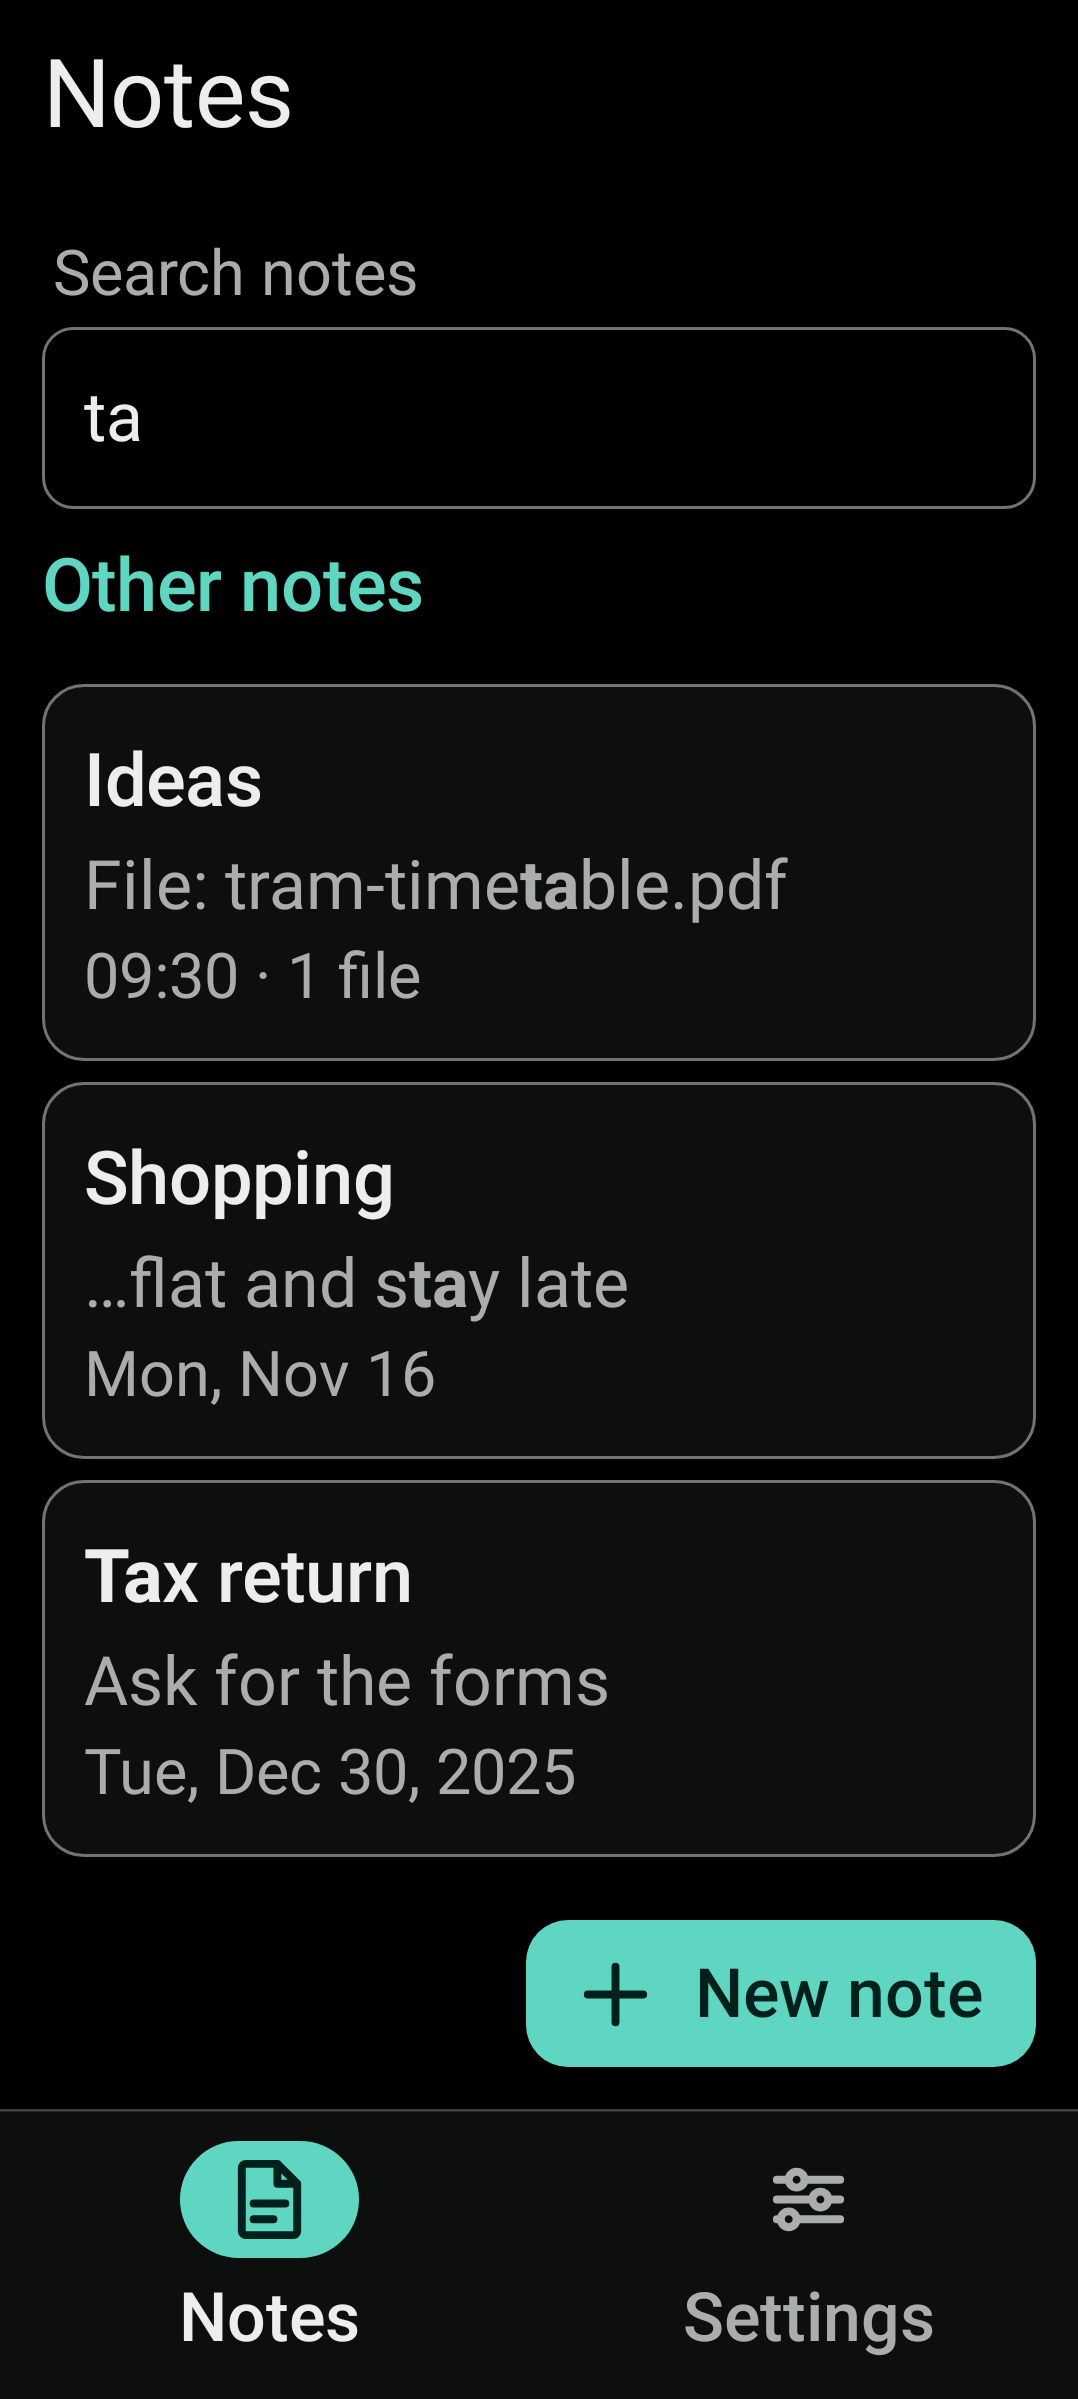 Notes
Search notes
ta
Other notes
Ideas
File: tram-timetable.pdf
09:30 · 1 file
Shopping
…flat and stay late
Mon, Nov 16
Tax return
Ask for the forms
Tue, Dec 30, 2025
New note
Notes
Settings